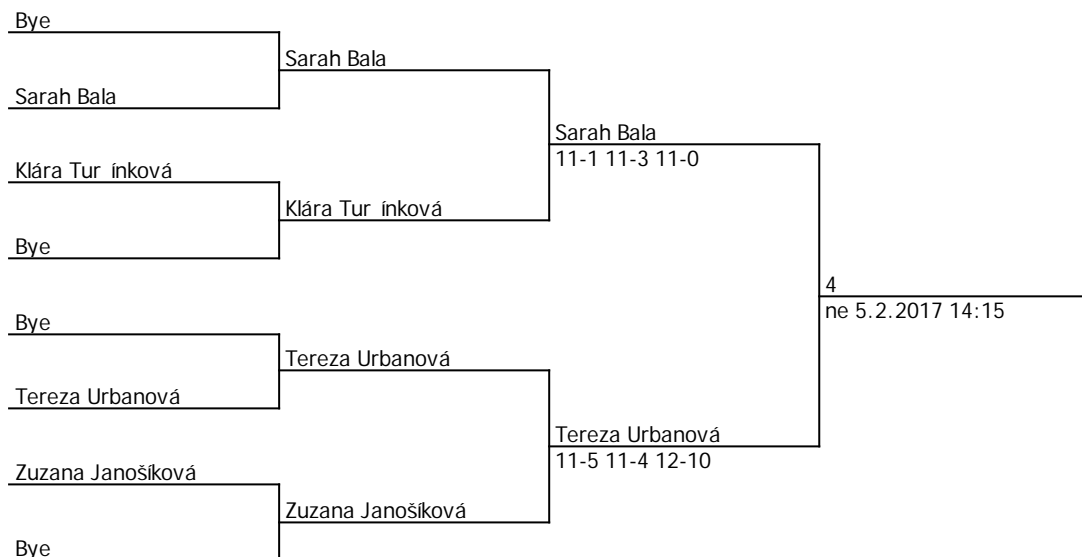 Bye
Sarah Bala
Sarah Bala
Sarah Bala
11-1 11-3 11-0
Klára Tur ínková
Klára Tur ínková
Bye
4
ne 5.2.2017 14:15
Bye
Tereza Urbanová
Tereza Urbanová
Tereza Urbanová
11-5 11-4 12-10
Zuzana Janošíková
Zuzana Janošíková
Bye